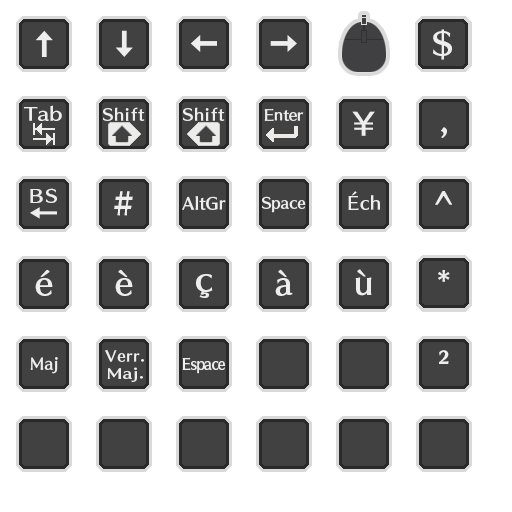 ↑ ↓ ← → $
Tab Shift Shift Enter ¥ ,
BS # AltGr Space Éch ^
é è ç à ù *
Maj Verr. Maj. Espace ²